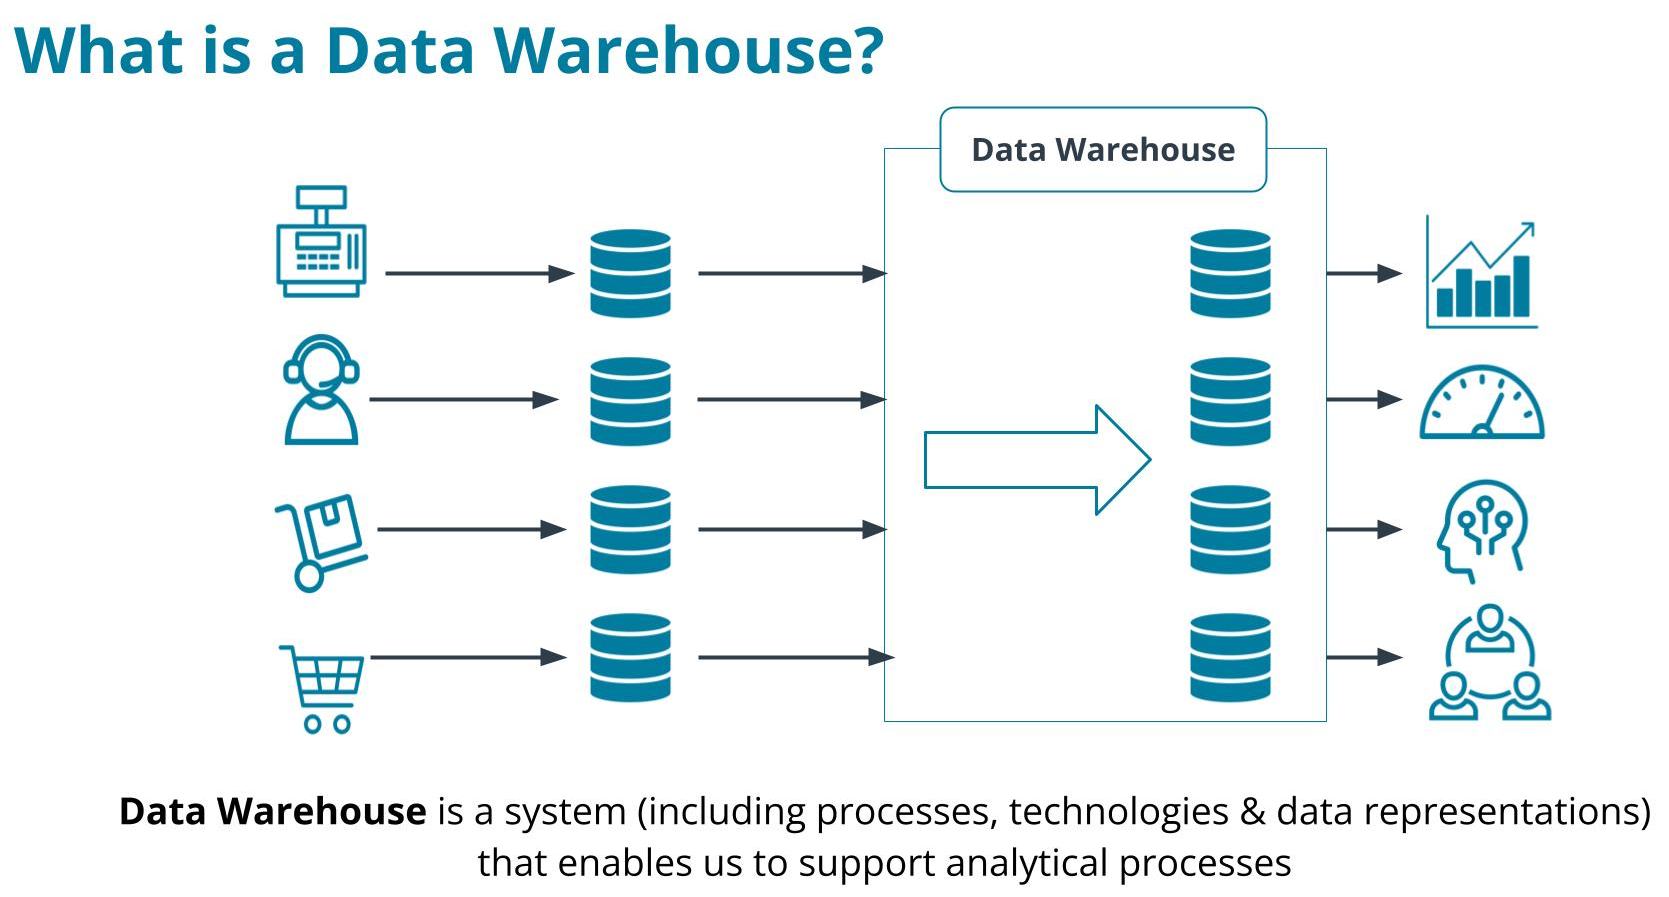 What is a Data Warehouse?
Data Warehouse
Data Warehouse is a system (including processes, technologies & data representations)
that enables us to support analytical processes